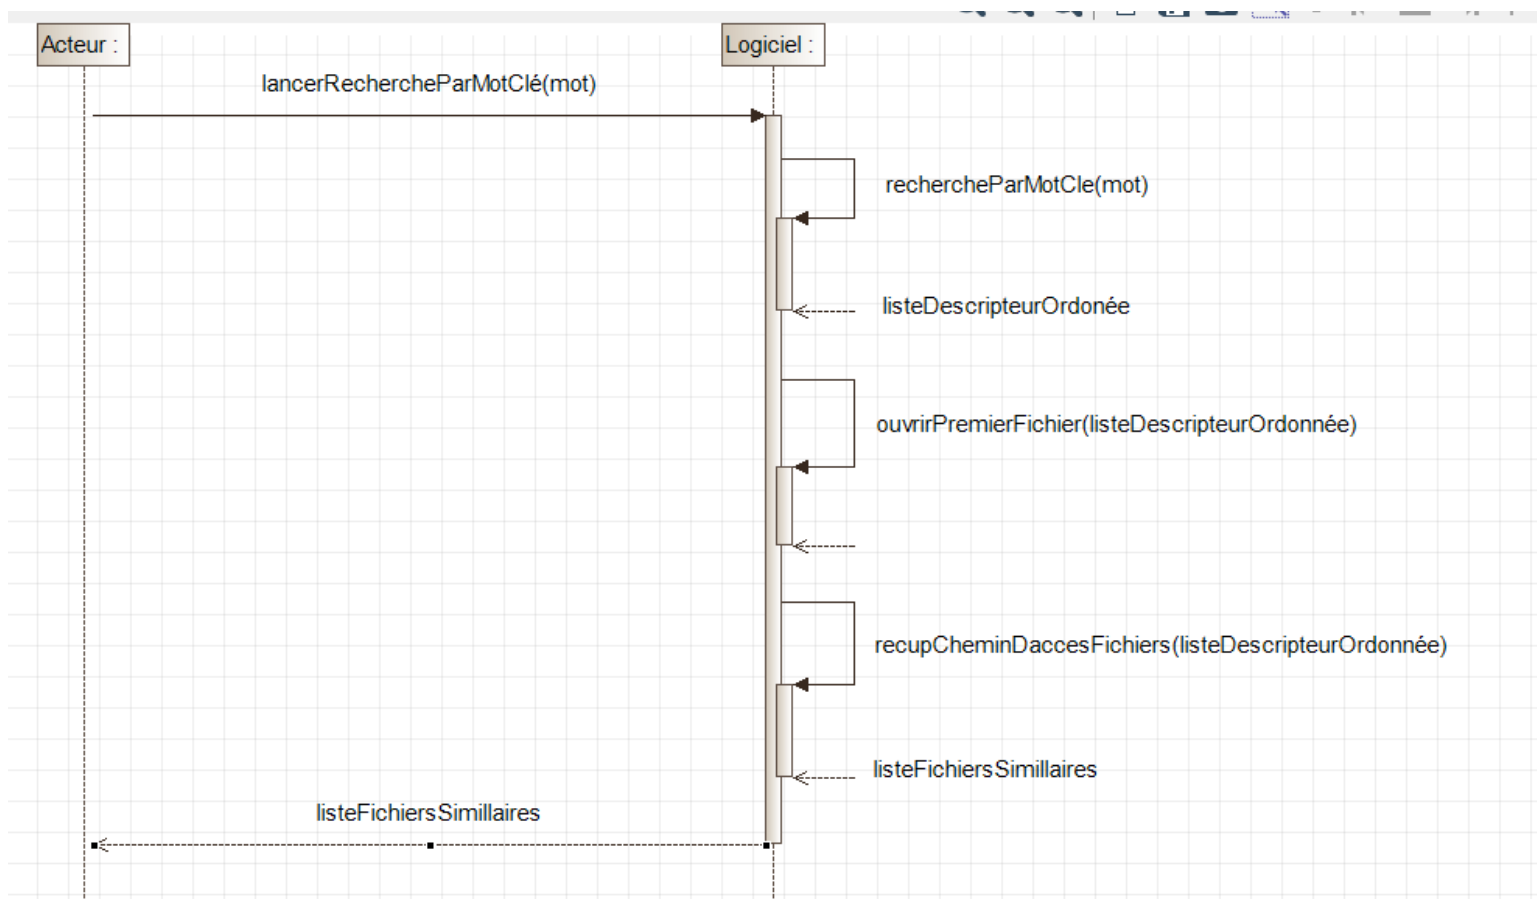 Acteur :
Logiciel :
lancerRechercheParMotClé(mot)
rechercheParMotCle(mot)
listeDescripteurOrdonée
ouvrirPremierFichier(listeDescripteurOrdonnée)
recupCheminDaccesFichiers(listeDescripteurOrdonnée)
listeFichiersSimillaires
listeFichiersSimillaires